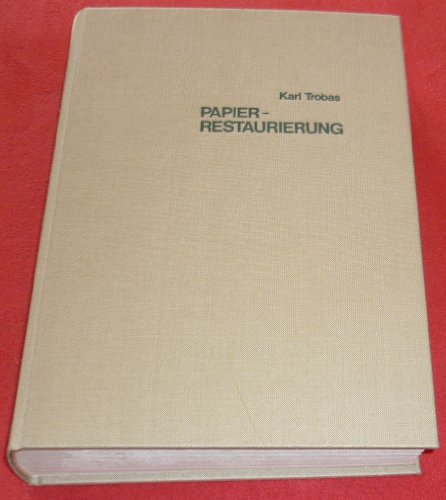 Karl Trobas
PAPIER-
RESTAURIERUNG